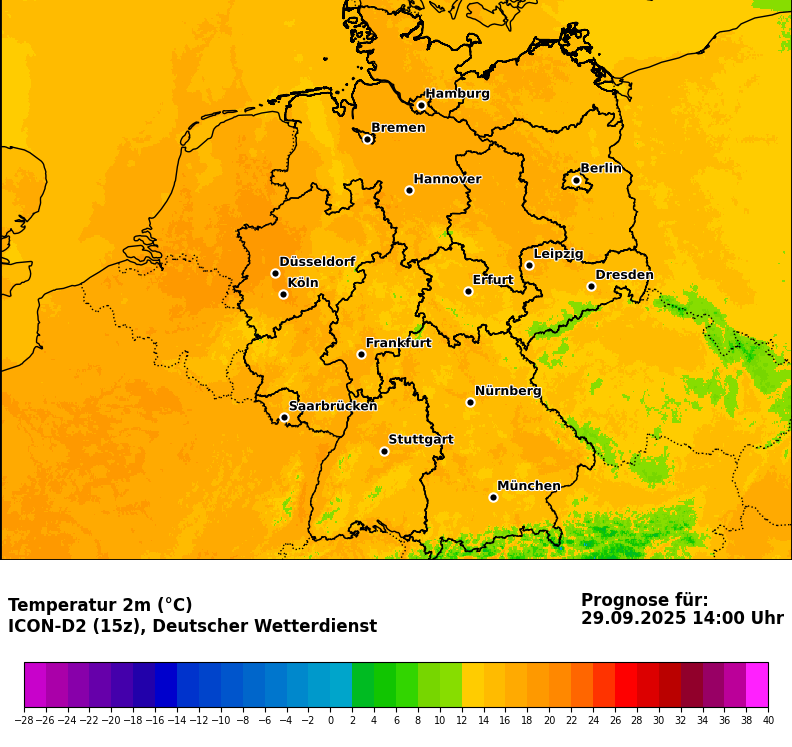 Hamburg
Bremen
Berlin
Hannover
Leipzig
Düsseldorf
Dresden
Köln
Erfurt
Frankfurt
Nürnberg
Saarbrücken
Stuttgart
München
Temperatur 2m (°C)
ICON-D2 (15z), Deutscher Wetterdienst
Prognose für:
29.09.2025 14:00 Uhr
−28 −26 −24 −22 −20 −18 −16 −14 −12 −10 −8 −6 −4 −2 0 2 4 6 8 10 12 14 16 18 20 22 24 26 28 30 32 34 36 38 40